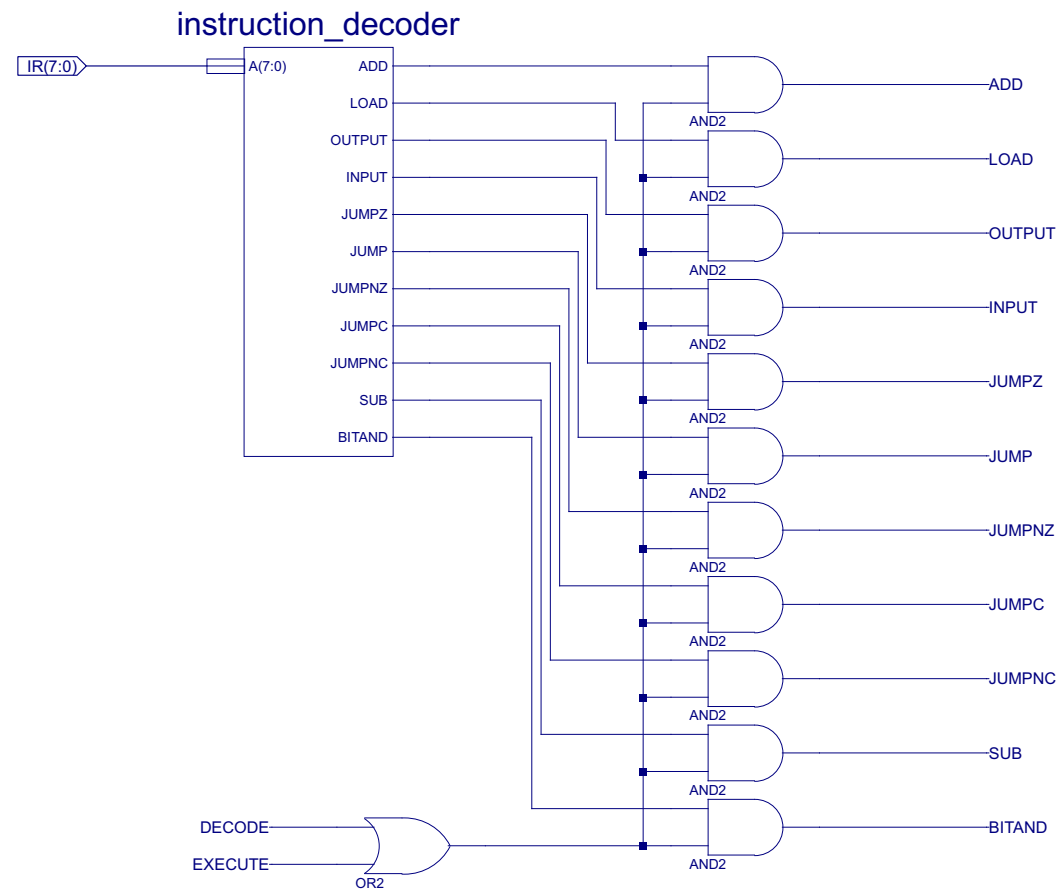 instruction_decoder
IR(7:0)
A(7:0)
ADD
LOAD
OUTPUT
INPUT
JUMPZ
JUMP
JUMPNZ
JUMPC
JUMPNC
SUB
BITAND
AND2
ADD
AND2
LOAD
AND2
OUTPUT
AND2
INPUT
AND2
JUMPZ
AND2
JUMP
AND2
JUMPNZ
AND2
JUMPC
AND2
JUMPNC
AND2
SUB
AND2
BITAND
DECODE
EXECUTE
OR2